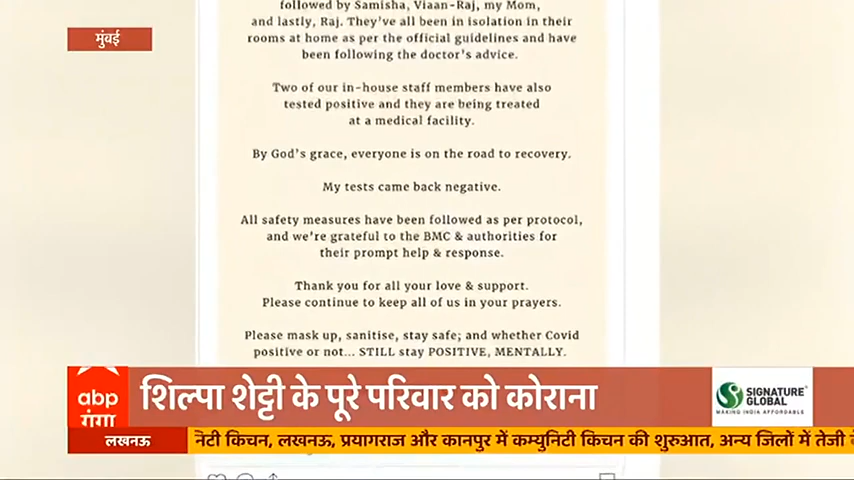 followed by Samisha, Viaan-Raj, my Mom,
and lastly, Raj. They've all been in isolation in their
rooms at home as per the official guidelines and have
been following the doctor's advice.
Two of our in-house staff members have also
tested positive and they are being treated
at a medical facility.
By God's grace, everyone is on the road to recovery.
My tests came back negative.
All safety measures have been followed as per protocol,
and we're grateful to the BMC & authorities for
their prompt help & response.
Thank you for all your love & support.
Please continue to keep all of us in your prayers.
Please mask up, sanitise, stay safe; and whether Covid
positive or not... STILL stay POSITIVE, MENTALLY.
मुंबई
abp
गंगा
शिल्पा शेट्टी के पूरे परिवार को कोराना
SIGNATURE
GLOBAL
MAKING INDIA AFFORDABLE
लखनऊ
किचन, लखनऊ, प्रयागराज और कानपुर में कम्युनिटी किचन की शुरुआत, अन्य जिलों में तेजी